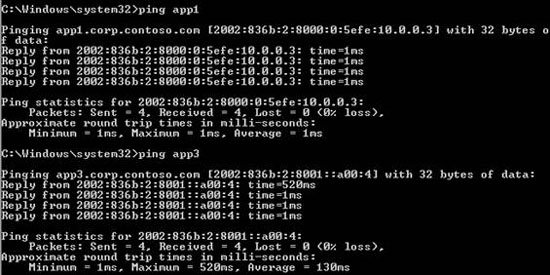 C:\Windows\system32>ping app1
Pinging app1.corp.contoso.com [2002:836b:2:8000:0:5efe:10.0.0.3] with 32 bytes o
f data:
Reply from 2002:836b:2:8000:0:5efe:10.0.0.3: time=1ms
Reply from 2002:836b:2:8000:0:5efe:10.0.0.3: time=1ms
Reply from 2002:836b:2:8000:0:5efe:10.0.0.3: time=1ms
Reply from 2002:836b:2:8000:0:5efe:10.0.0.3: time=1ms
Ping statistics for 2002:836b:2:8000:0:5efe:10.0.0.3:
Packets: Sent = 4, Received = 4, Lost = 0 (0% loss),
Approximate round trip times in milli-seconds:
Minimum = 1ms, Maximum = 1ms, Average = 1ms
C:\Windows\system32>ping app3
Pinging app3.corp.contoso.com [2002:836b:2:8001::a00:4] with 32 bytes of data:
Reply from 2002:836b:2:8001::a00:4: time=520ms
Reply from 2002:836b:2:8001::a00:4: time=1ms
Reply from 2002:836b:2:8001::a00:4: time=1ms
Reply from 2002:836b:2:8001::a00:4: time=1ms
Ping statistics for 2002:836b:2:8001::a00:4:
Packets: Sent = 4, Received = 4, Lost = 0 (0% loss),
Approximate round trip times in milli-seconds:
Minimum = 1ms, Maximum = 520ms, Average = 130ms